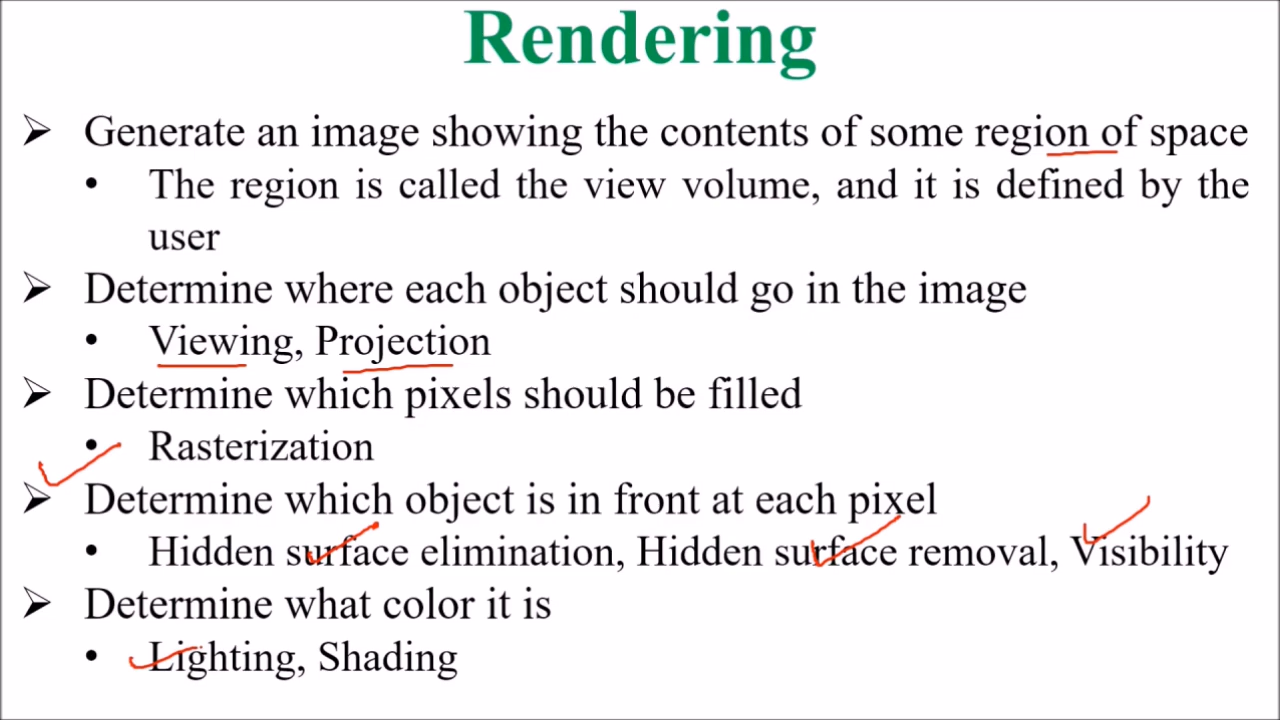 Rendering
➢ Generate an image showing the contents of some region of space
• The region is called the view volume, and it is defined by the
user
➢ Determine where each object should go in the image
• Viewing, Projection
➢ Determine which pixels should be filled
• Rasterization
➢ Determine which object is in front at each pixel
• Hidden surface elimination, Hidden surface removal, Visibility
➢ Determine what color it is
• Lighting, Shading